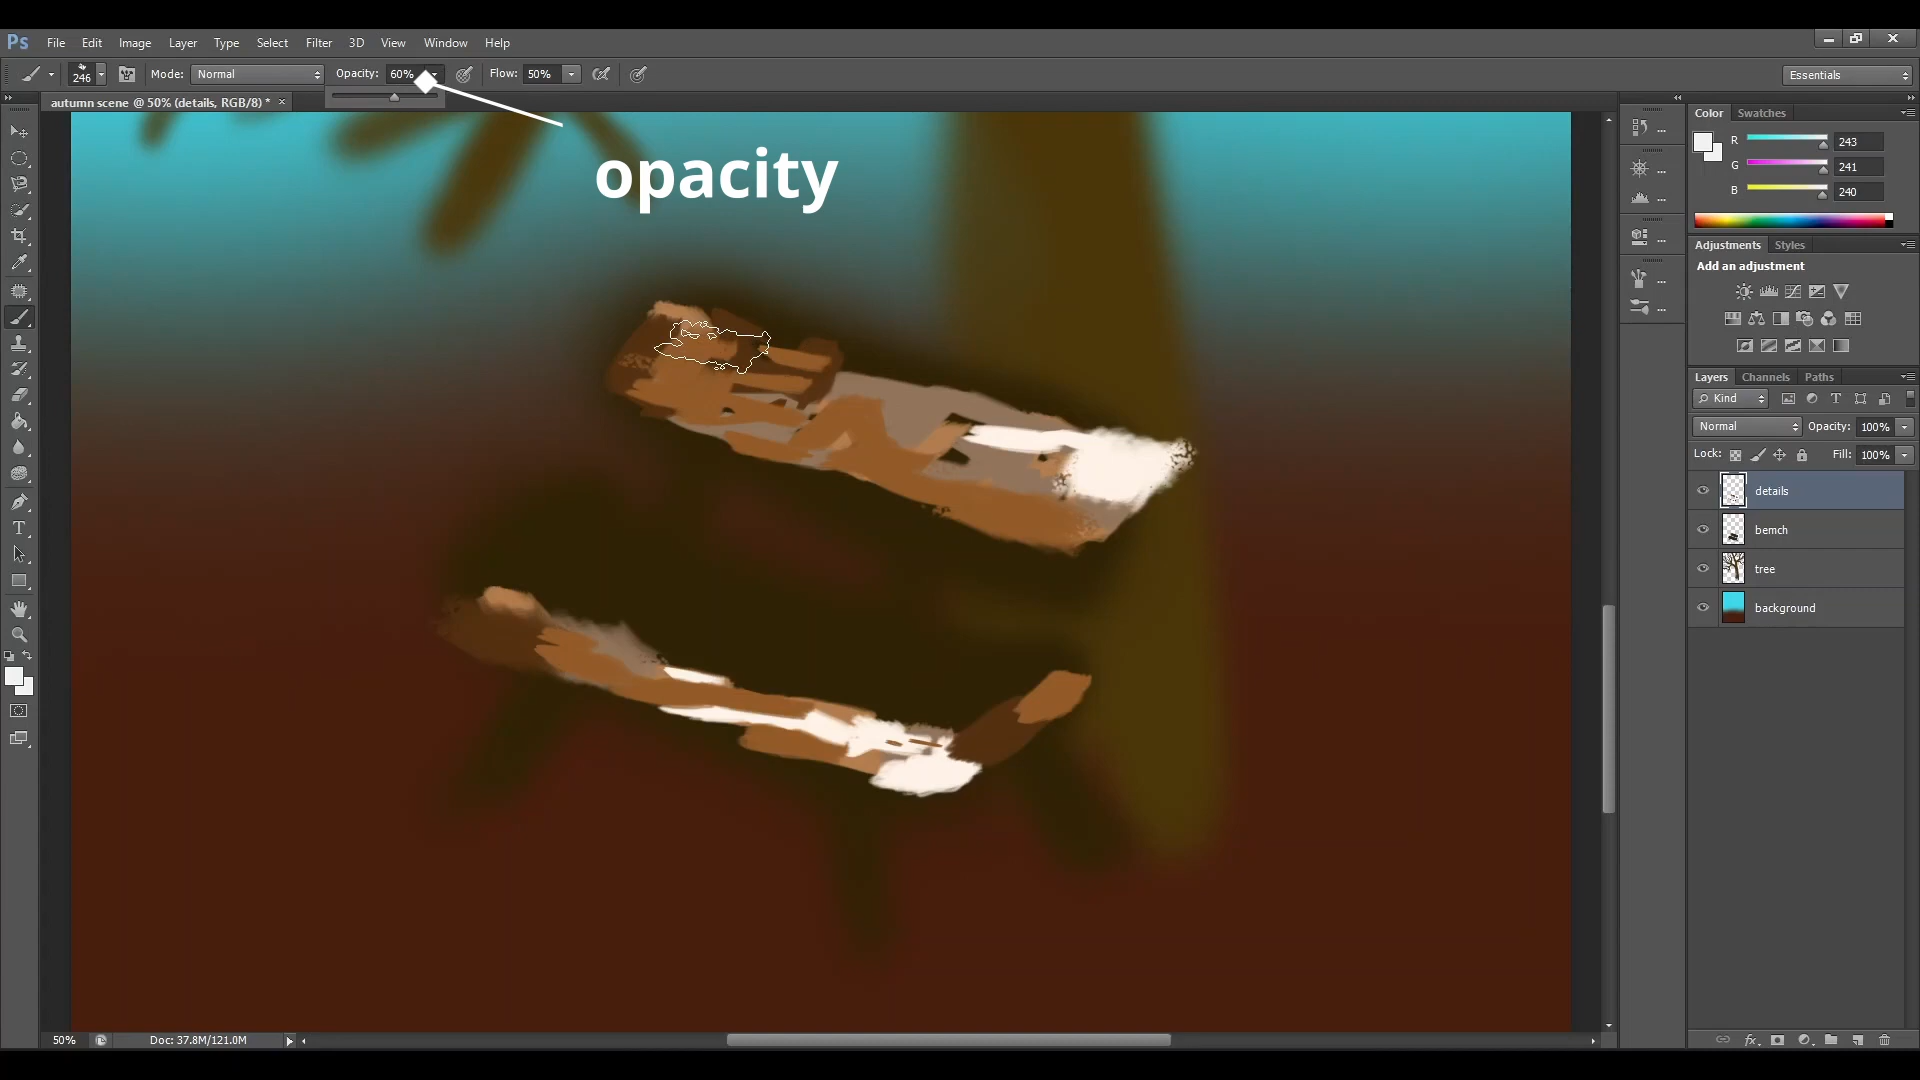 Ps File Edit Image Layer Type Select Filter 3D View Window Help
246 Mode: Normal Opacity: 60% Flow: 50% Essentials
autumn scene @ 50% (details, RGB/8) * ×
opacity
Color Swatches
R 243
G 241
B 240
Adjustments Styles
Add an adjustment
Layers Channels Paths
Kind
Normal Opacity: 100%
Lock: Fill: 100%
details
bemch
tree
background
50% Doc: 37.8M/121.0M